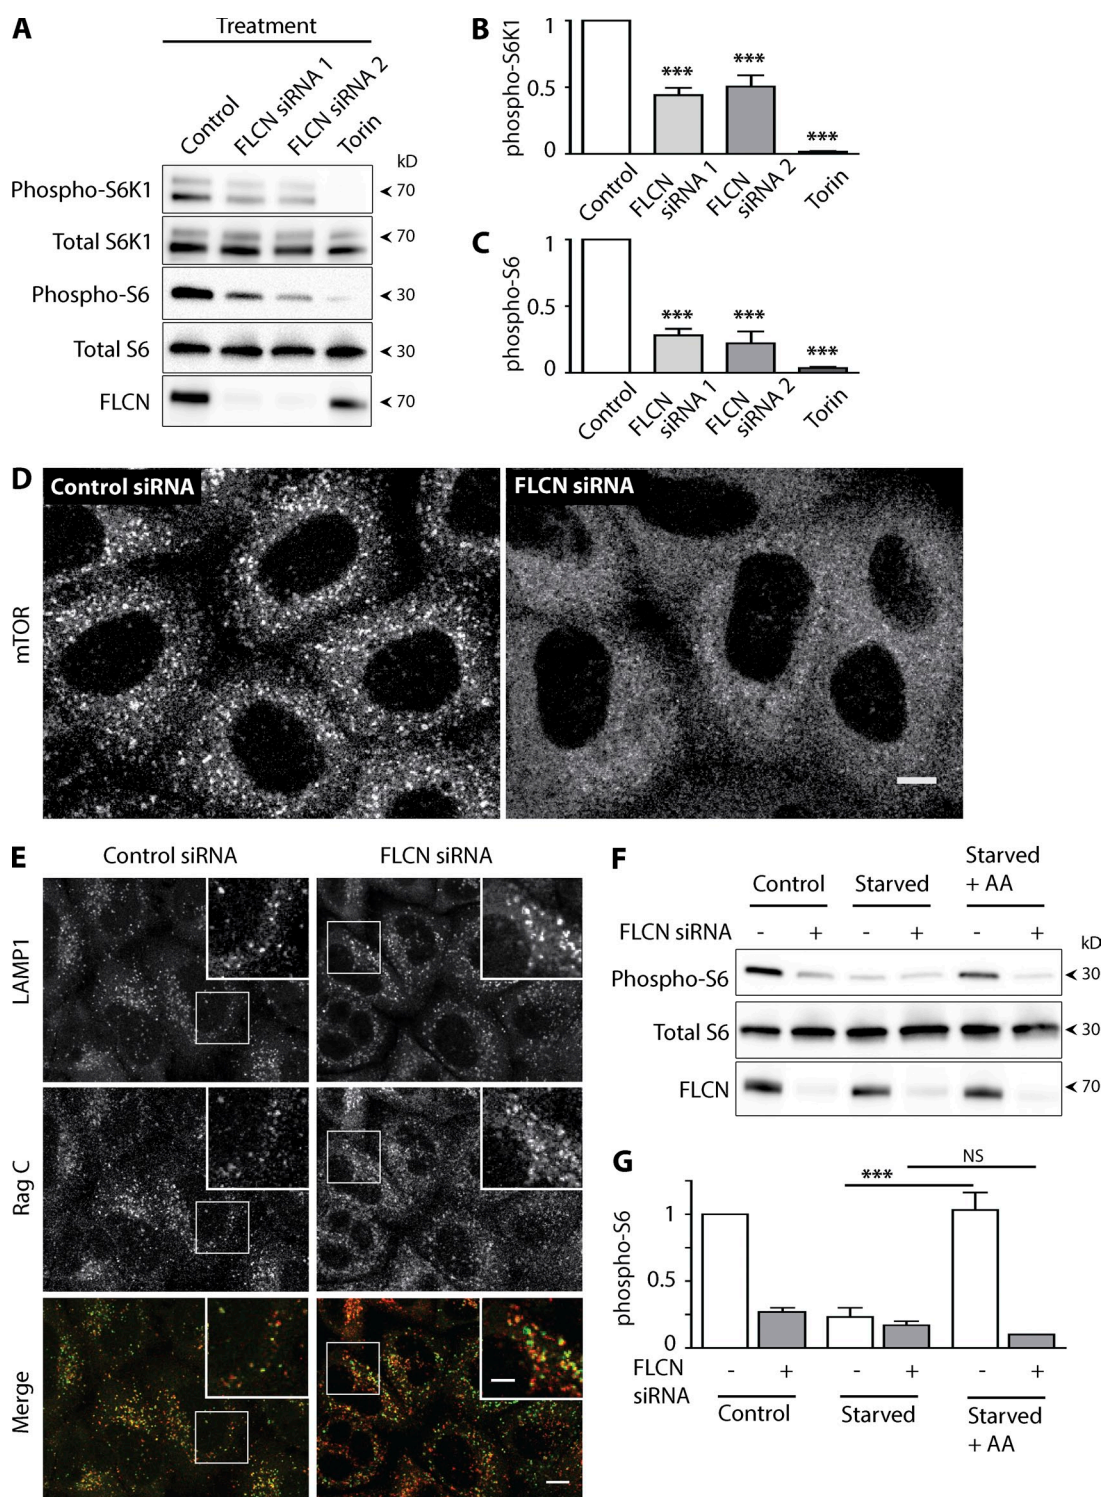 A
Treatment
Control
FLCN siRNA 1
FLCN siRNA 2
Torin
kD
Phospho-S6K1
70
Total S6K1
70
Phospho-S6
30
Total S6
30
FLCN
70
B
phospho-S6K1
1
0.5
0
***
***
***
Control
FLCN
siRNA 1
FLCN
siRNA 2
Torin
C
phospho-S6
1
0.5
0
***
***
***
Control
FLCN
siRNA 1
FLCN
siRNA 2
Torin
D
Control siRNA
FLCN siRNA
mTOR
E
Control siRNA
FLCN siRNA
LAMP1
Rag C
Merge
F
Control
Starved
Starved
+ AA
FLCN siRNA - + - + - +
kD
Phospho-S6
30
Total S6
30
FLCN
70
G
NS
***
phospho-S6
1
0.5
0
FLCN
siRNA
- + - + - +
Control
Starved
Starved
+ AA